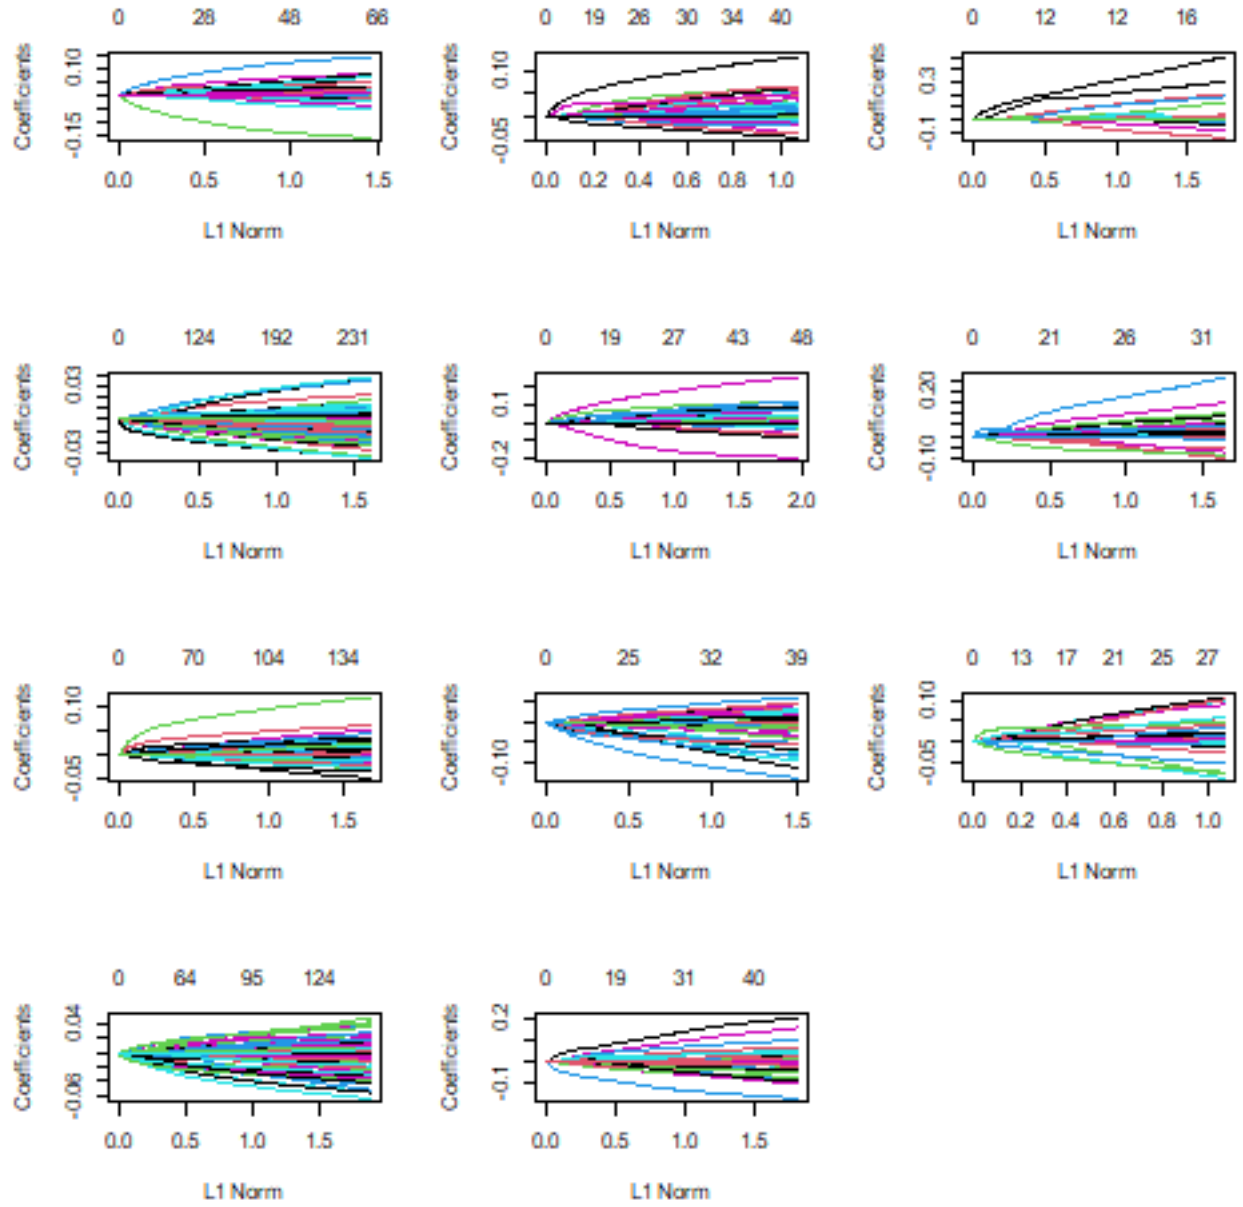 0 28 48 66
Coefficients
0.10
-0.15
0.0 0.5 1.0 1.5
L1 Norm
0 19 26 30 34 40
Coefficients
0.10
-0.05
0.0 0.2 0.4 0.6 0.8 1.0
L1 Norm
0 12 12 16
Coefficients
0.3
-0.1
0.0 0.5 1.0 1.5
L1 Norm
0 124 192 231
Coefficients
0.03
-0.03
0.0 0.5 1.0 1.5
L1 Norm
0 19 27 43 48
Coefficients
0.1
-0.2
0.0 0.5 1.0 1.5 2.0
L1 Norm
0 21 26 31
Coefficients
0.20
-0.10
0.0 0.5 1.0 1.5
L1 Norm
0 70 104 134
Coefficients
0.10
-0.05
0.0 0.5 1.0 1.5
L1 Norm
0 25 32 39
Coefficients
-0.10
0.0 0.5 1.0 1.5
L1 Norm
0 13 17 21 25 27
Coefficients
0.10
-0.05
0.0 0.2 0.4 0.6 0.8 1.0
L1 Norm
0 64 95 124
Coefficients
0.04
-0.06
0.0 0.5 1.0 1.5
L1 Norm
0 19 31 40
Coefficients
0.2
-0.1
0.0 0.5 1.0 1.5
L1 Norm